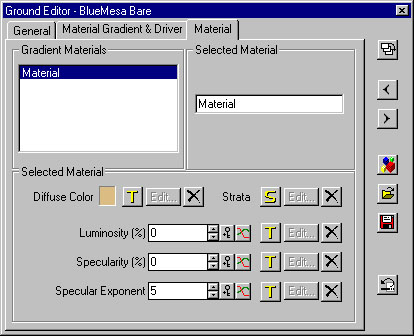 Ground Editor - BlueMesa Bare
General
Material Gradient & Driver
Material
Gradient Materials
Selected Material
Material
Material
Selected Material
Diffuse Color
T
Edit...
Strata
S
Edit...
Luminosity (%)
0
T
Edit...
Specularity (%)
0
T
Edit...
Specular Exponent
5
T
Edit...